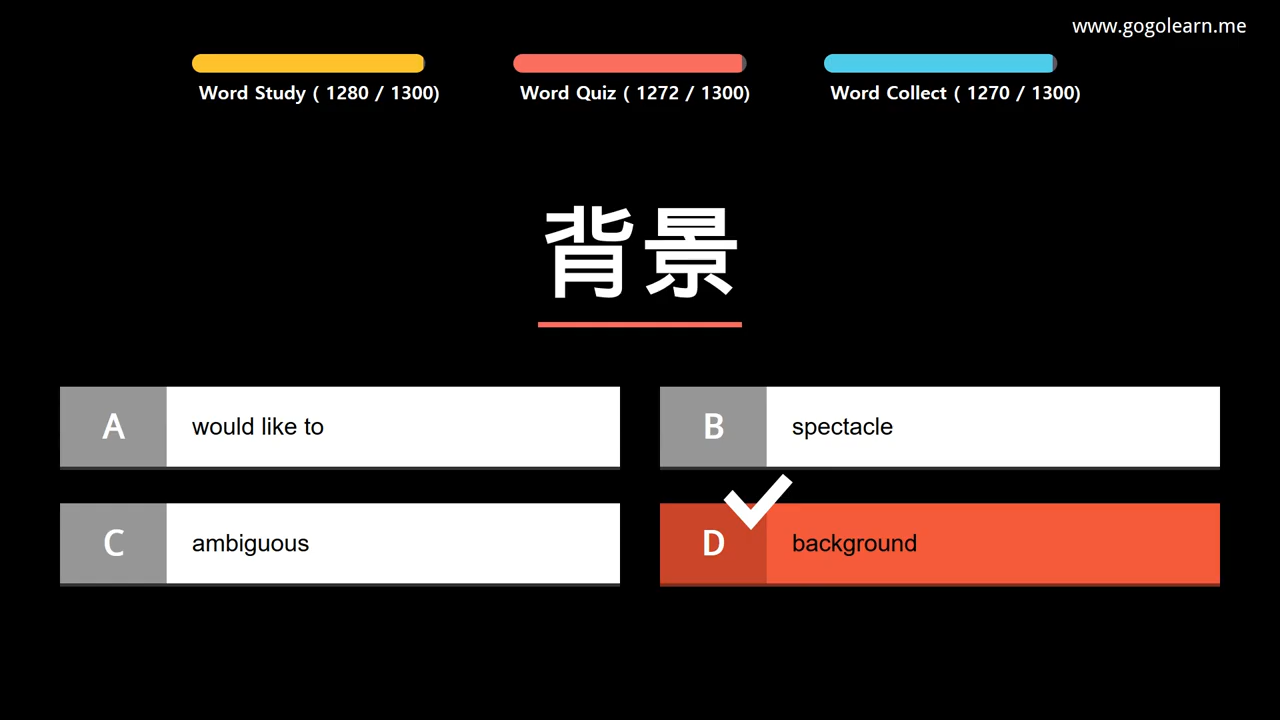 www.gogolearn.me
Word Study ( 1280 / 1300)
Word Quiz ( 1272 / 1300)
Word Collect ( 1270 / 1300)
背景
A would like to
B spectacle
C ambiguous
D background